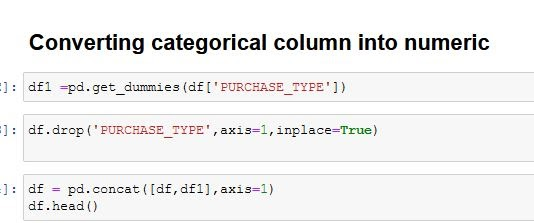 Converting categorical column into numeric
]: df1 =pd.get_dummies(df['PURCHASE_TYPE'])
]: df.drop('PURCHASE_TYPE',axis=1,inplace=True)
]: df = pd.concat([df,df1],axis=1)
df.head()